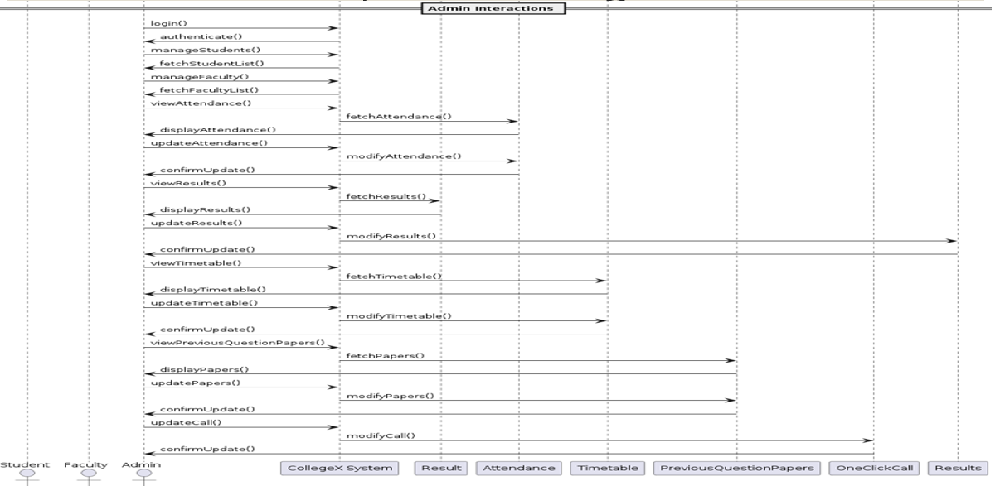 Admin Interactions
login()
authenticate()
manageStudents()
fetchStudentList()
manageFaculty()
fetchFacultyList()
viewAttendance()
fetchAttendance()
displayAttendance()
updateAttendance()
modifyAttendance()
confirmUpdate()
viewResults()
fetchResults()
displayResults()
updateResults()
modifyResults()
confirmUpdate()
viewTimetable()
fetchTimetable()
displayTimetable()
updateTimetable()
modifyTimetable()
confirmUpdate()
viewPreviousQuestionPapers()
fetchPapers()
displayPapers()
updatePapers()
modifyPapers()
confirmUpdate()
updateCall()
modifyCall()
confirmUpdate()
Student Faculty Admin CollegeX System Result Attendance Timetable PreviousQuestionPapers OneClickCall Results